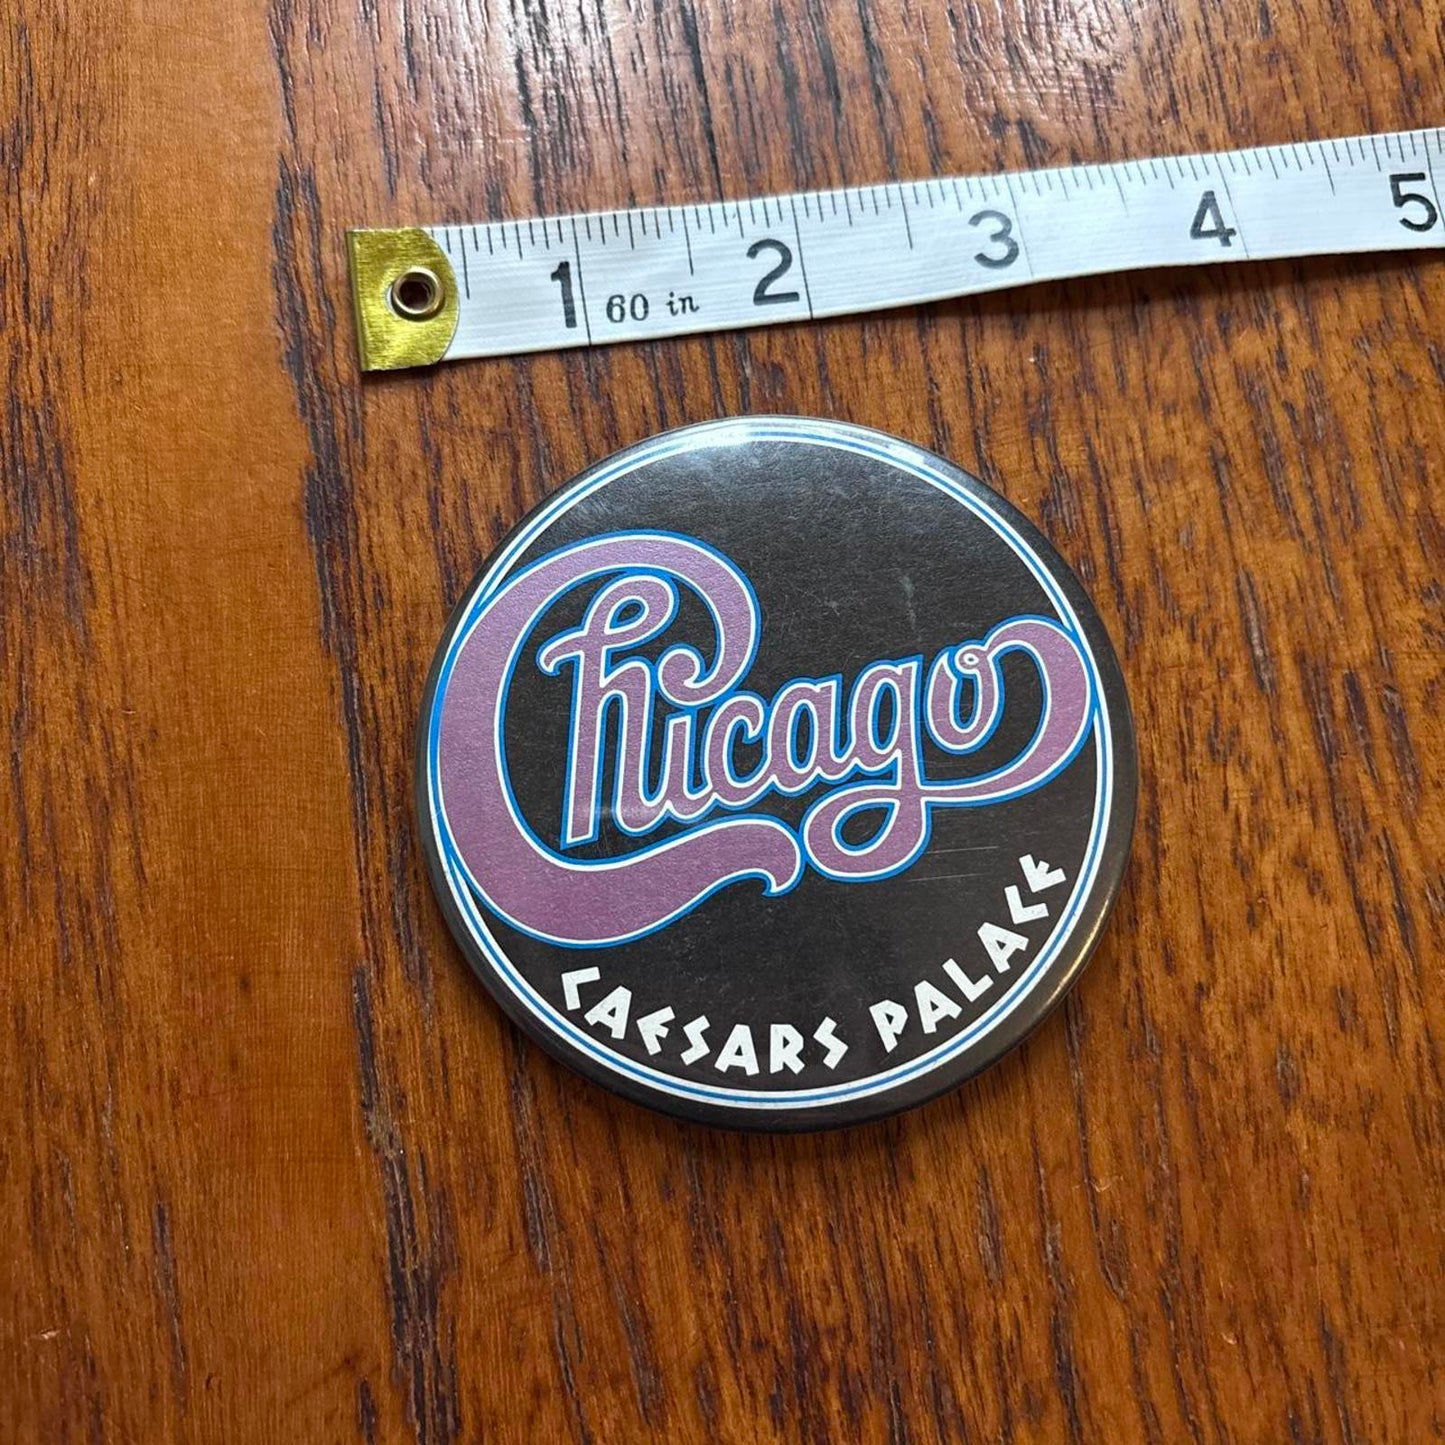 1 60 in 2 3 4 5
Chicago
CAESARS PALACE